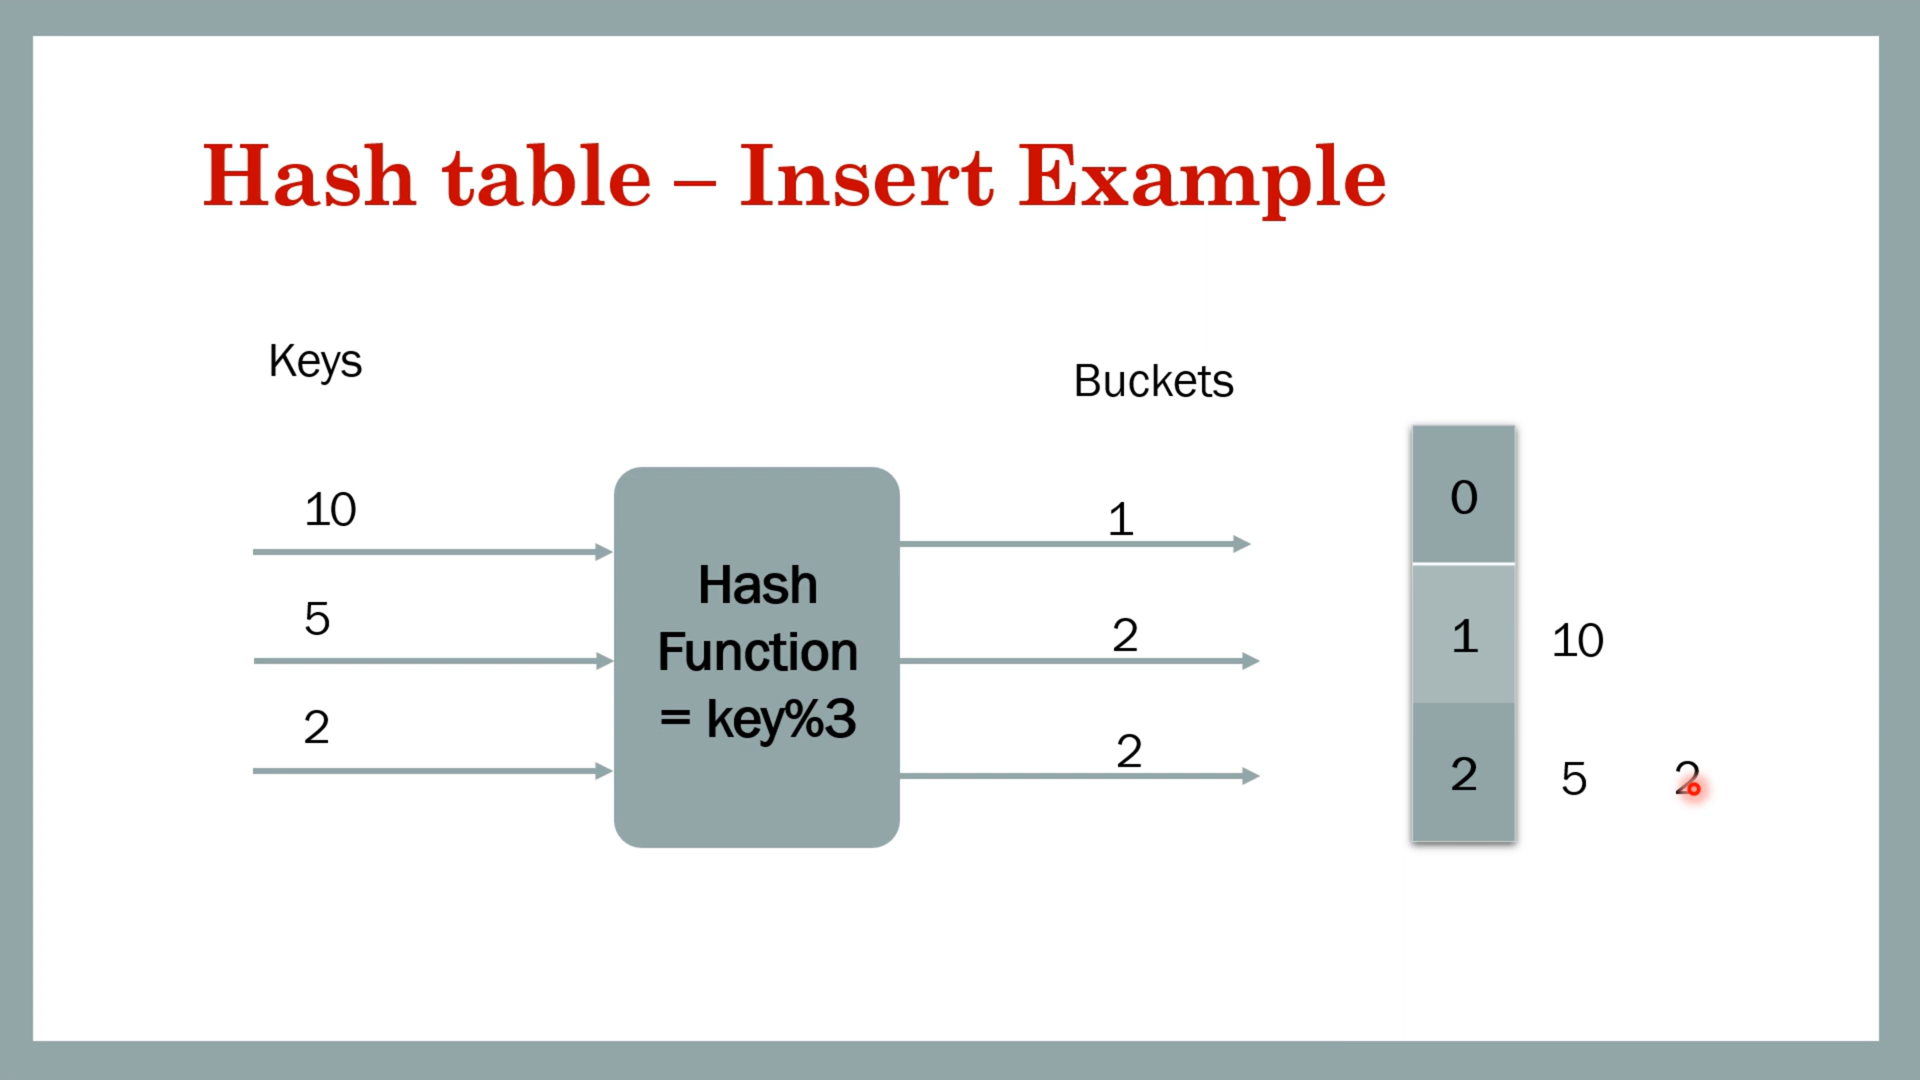 Hash table – Insert Example
Keys
Buckets
10
5
2
Hash
Function
= key%3
1
2
2
0
1 10
2 5 2